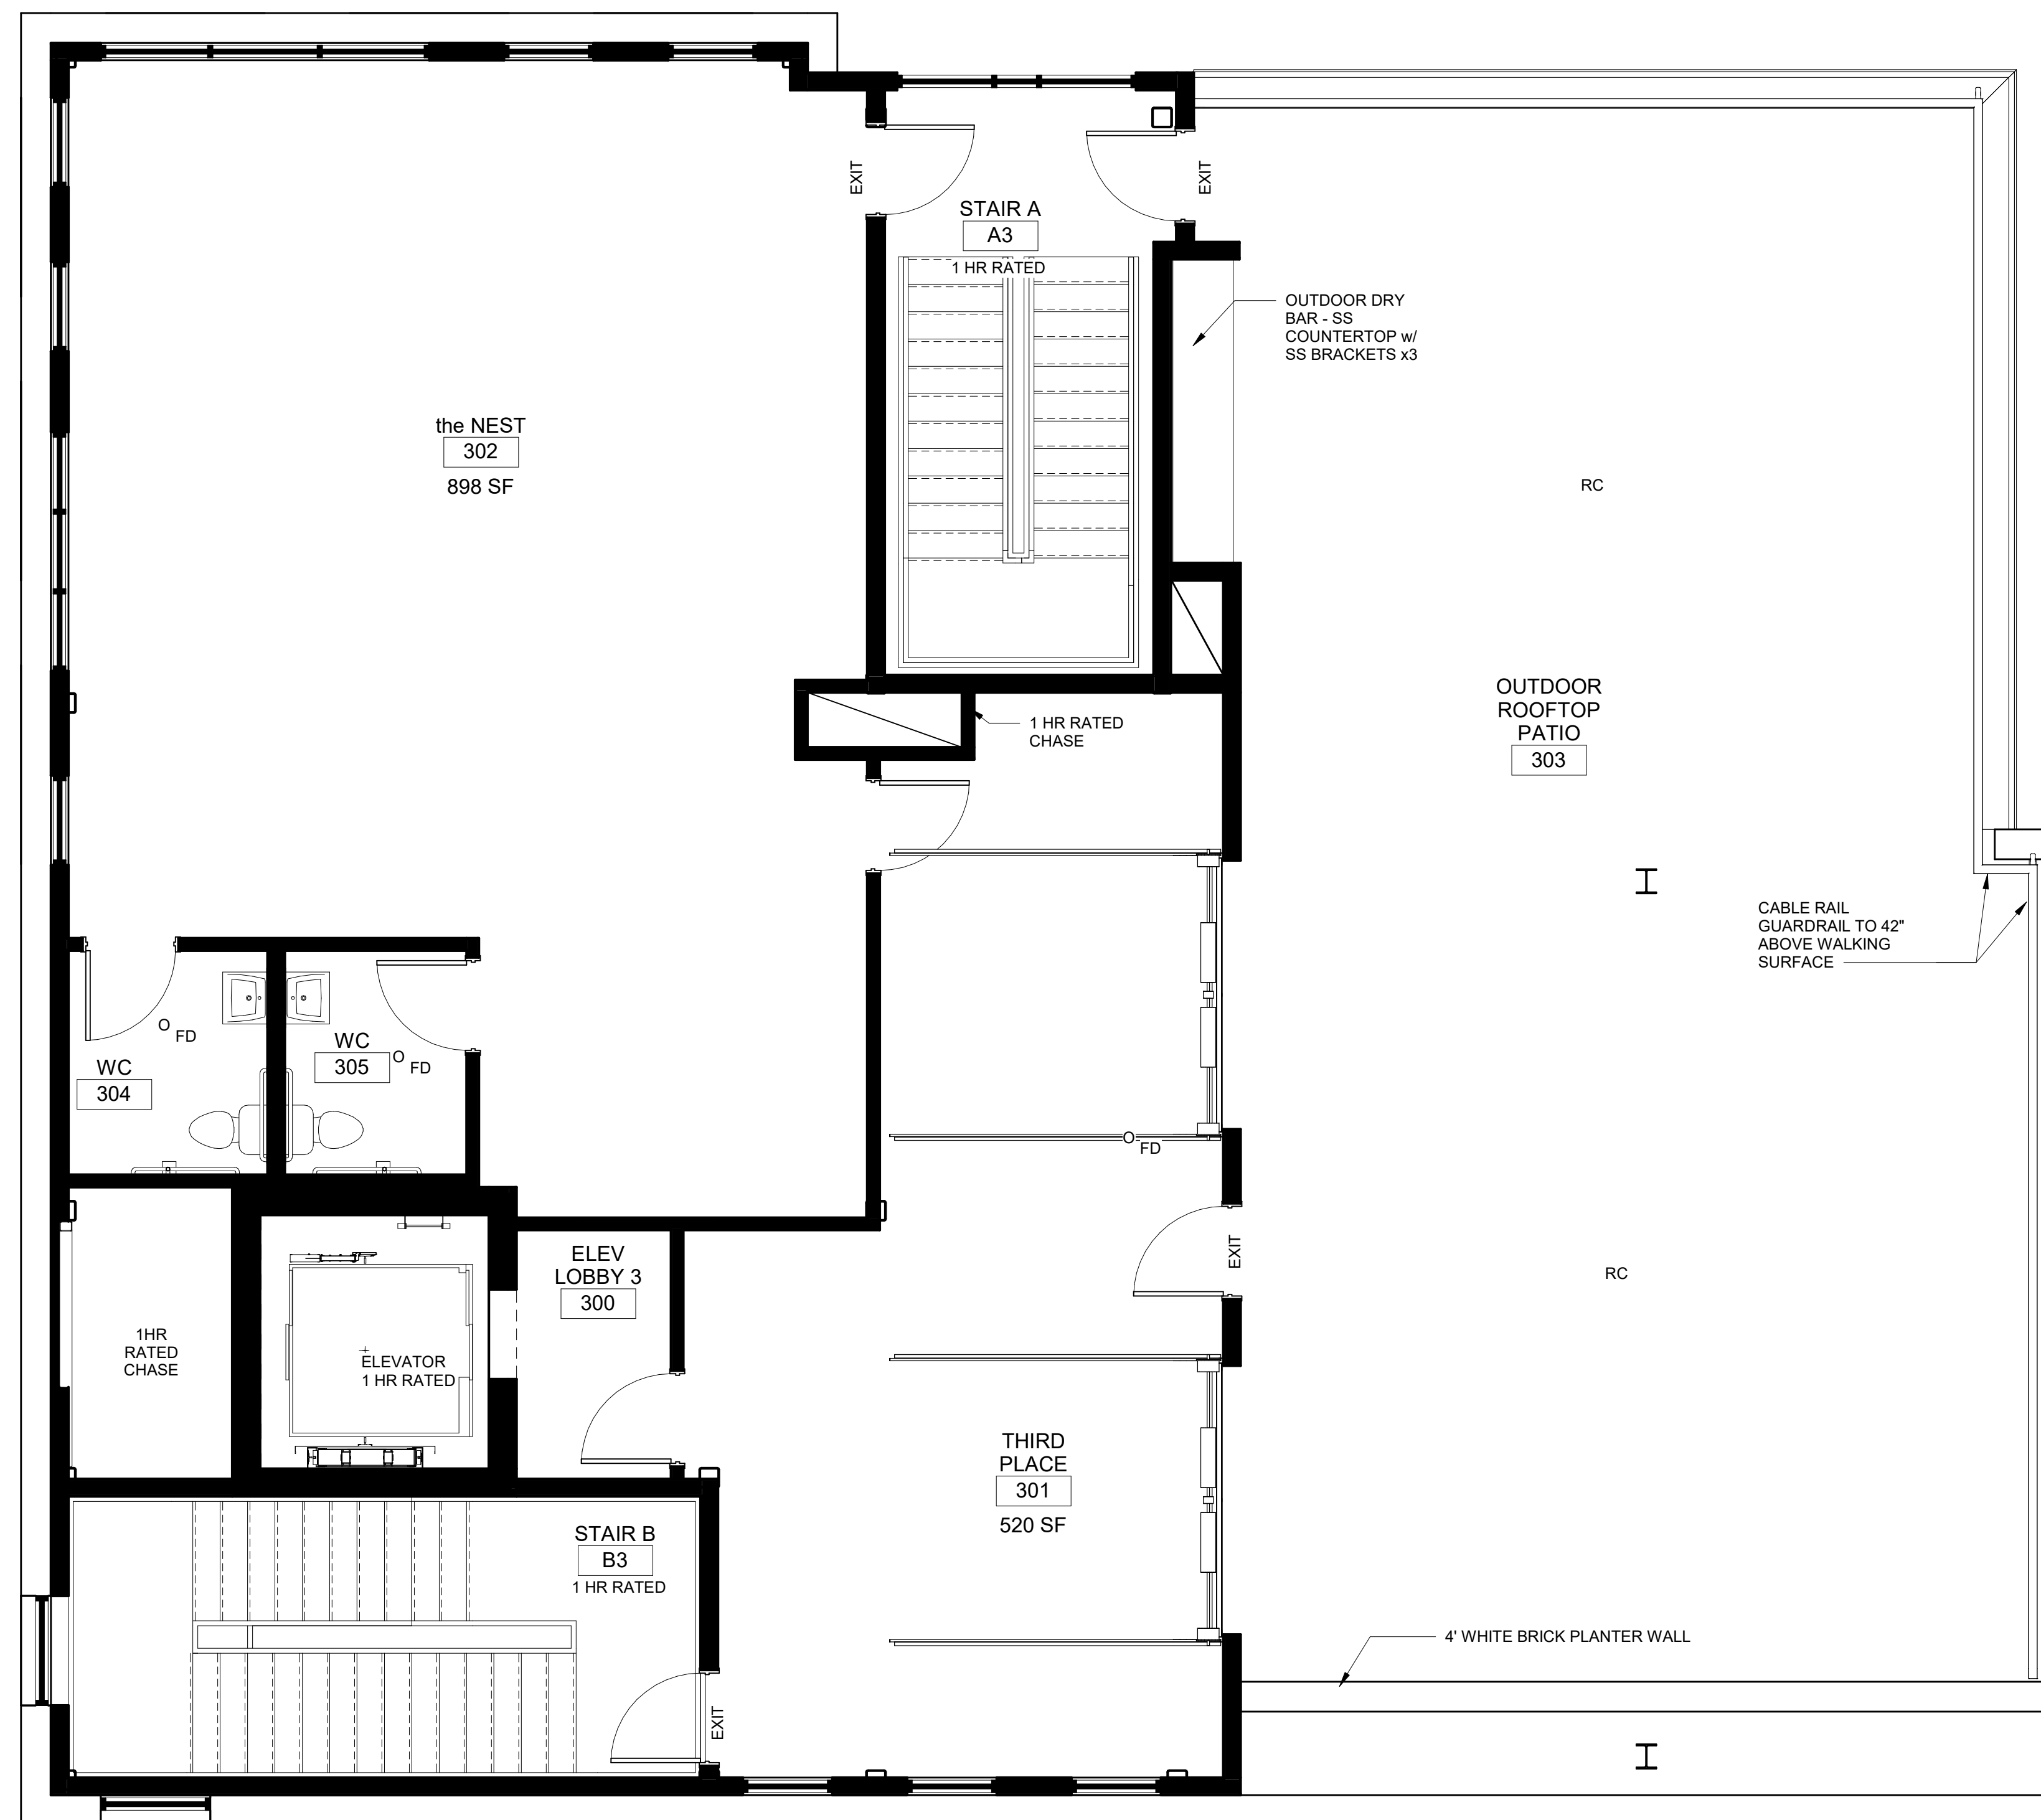 EXIT
EXIT
STAIR A
A3
1 HR RATED
OUTDOOR DRY
BAR - SS
COUNTERTOP w/
SS BRACKETS x3
the NEST
302
898 SF
RC
OUTDOOR
ROOFTOP
PATIO
303
1 HR RATED
CHASE
CABLE RAIL
GUARDRAIL TO 42"
ABOVE WALKING
SURFACE
O FD
WC
304
WC
305
O FD
O FD
EXIT
ELEV
LOBBY 3
300
RC
1HR
RATED
CHASE
ELEVATOR
1 HR RATED
THIRD
PLACE
301
520 SF
STAIR B
B3
1 HR RATED
4' WHITE BRICK PLANTER WALL
EXIT